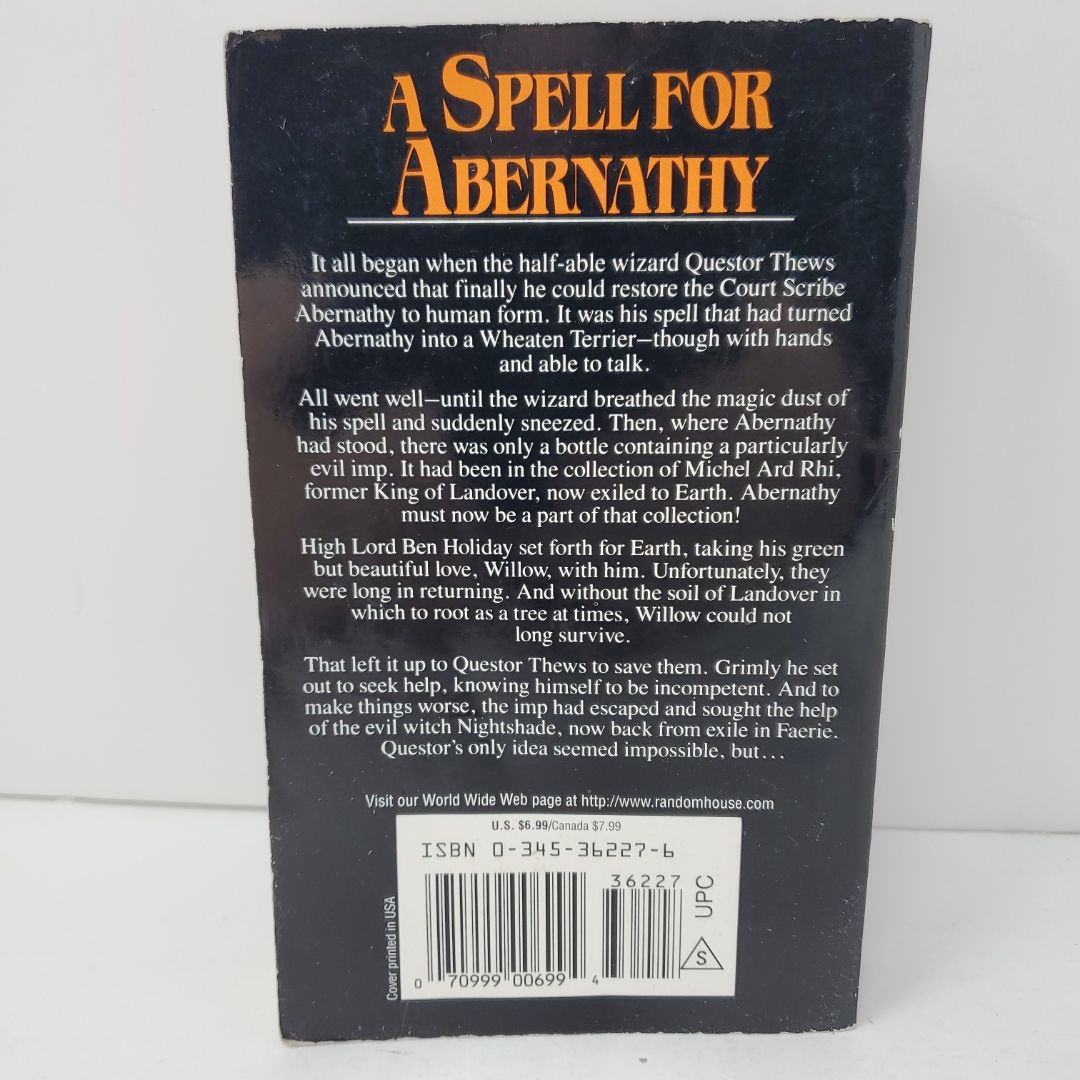 A SPELL FOR
ABERNATHY
It all began when the half-able wizard Questor Thews
announced that finally he could restore the Court Scribe
Abernathy to human form. It was his spell that had turned
Abernathy into a Wheaten Terrier—though with hands
and able to talk.
All went well—until the wizard breathed the magic dust of
his spell and suddenly sneezed. Then, where Abernathy
had stood, there was only a bottle containing a particularly
evil imp. It had been in the collection of Michel Ard Rhi,
former King of Landover, now exiled to Earth. Abernathy
must now be a part of that collection!
High Lord Ben Holiday set forth for Earth, taking his green
but beautiful love, Willow, with him. Unfortunately, they
were long in returning. And without the soil of Landover in
which to root as a tree at times, Willow could not
long survive.
That left it up to Questor Thews to save them. Grimly he set
out to seek help, knowing himself to be incompetent. And to
make things worse, the imp had escaped and sought the help
of the evil witch Nightshade, now back from exile in Faerie.
Questor's only idea seemed impossible, but...
Visit our World Wide Web page at http://www.randomhouse.com
U.S. $6.99/Canada $7.99
ISBN 0-345-36227-6
36227
UPC
S
0 70999 00699 4
Cover printed in USA